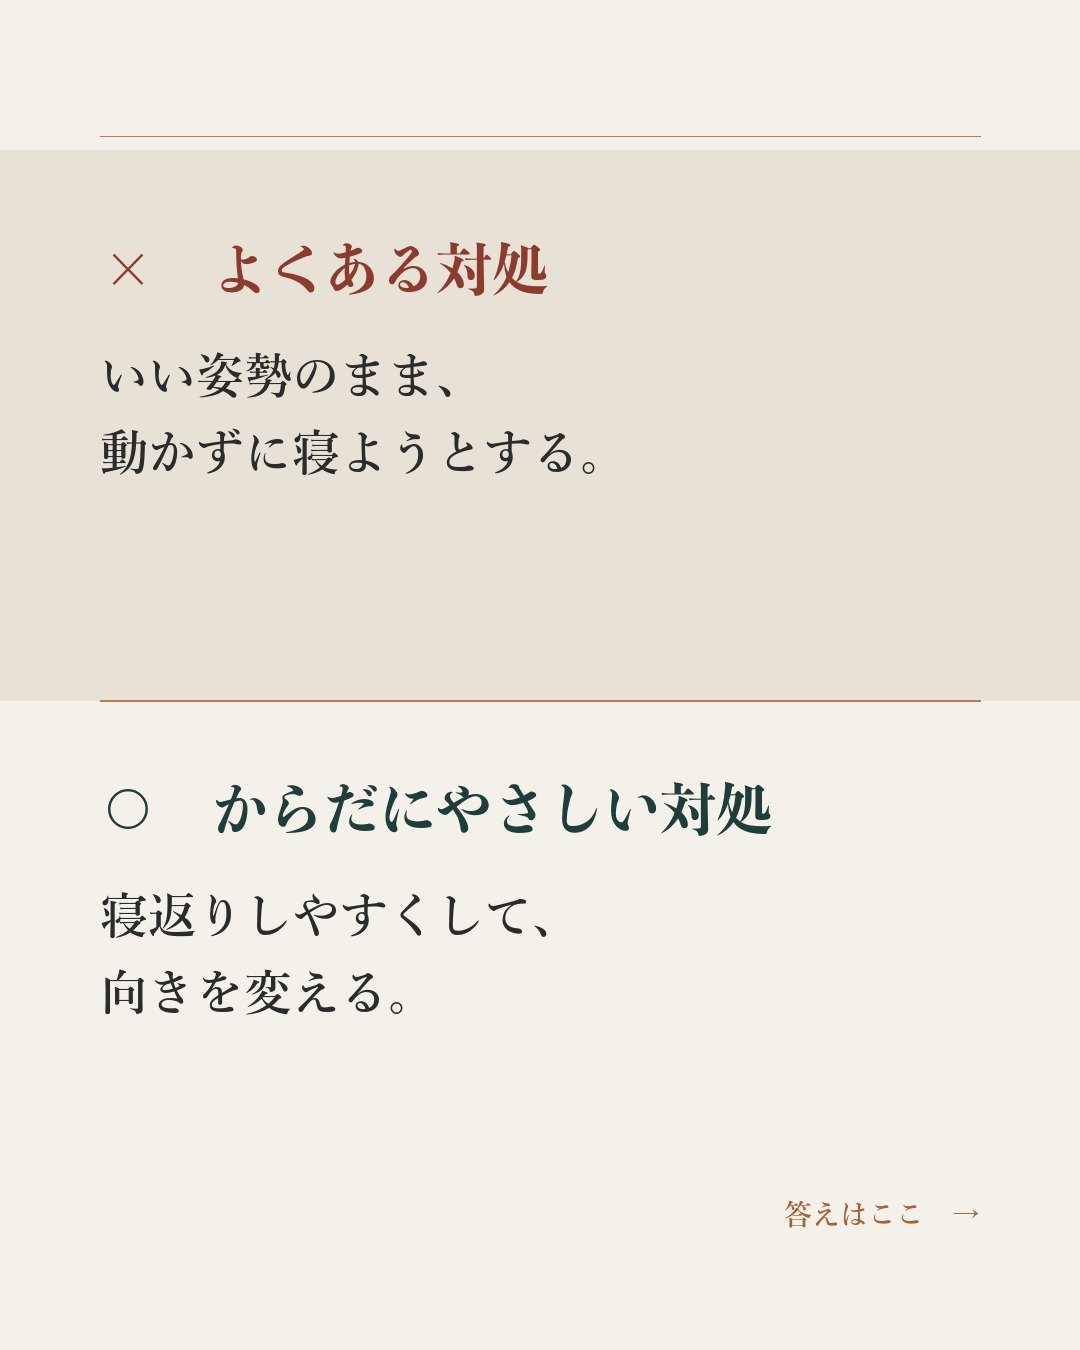 × よくある対処
いい姿勢のまま、
動かずに寝ようとする。
○ からだにやさしい対処
寝返りしやすくして、
向きを変える。
答えはここ →